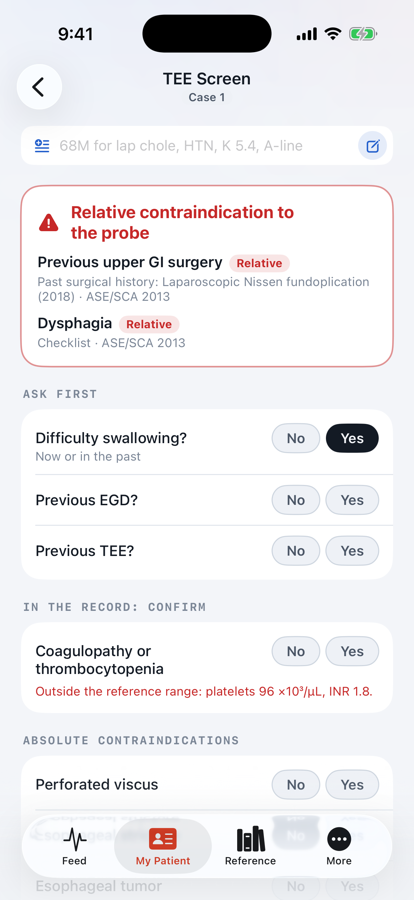 9:41
TEE Screen
Case 1
68M for lap chole, HTN, K 5.4, A-line
Relative contraindication to
the probe
Previous upper GI surgery Relative
Past surgical history: Laparoscopic Nissen fundoplication
(2018) · ASE/SCA 2013
Dysphagia Relative
Checklist · ASE/SCA 2013
ASK FIRST
Difficulty swallowing? No Yes
Now or in the past
Previous EGD? No Yes
Previous TEE? No Yes
IN THE RECORD: CONFIRM
Coagulopathy or No Yes
thrombocytopenia
Outside the reference range: platelets 96 ×10³/µL, INR 1.8.
ABSOLUTE CONTRAINDICATIONS
Perforated viscus No Yes
Feed My Patient Reference More
Esophageal tumor No Yes